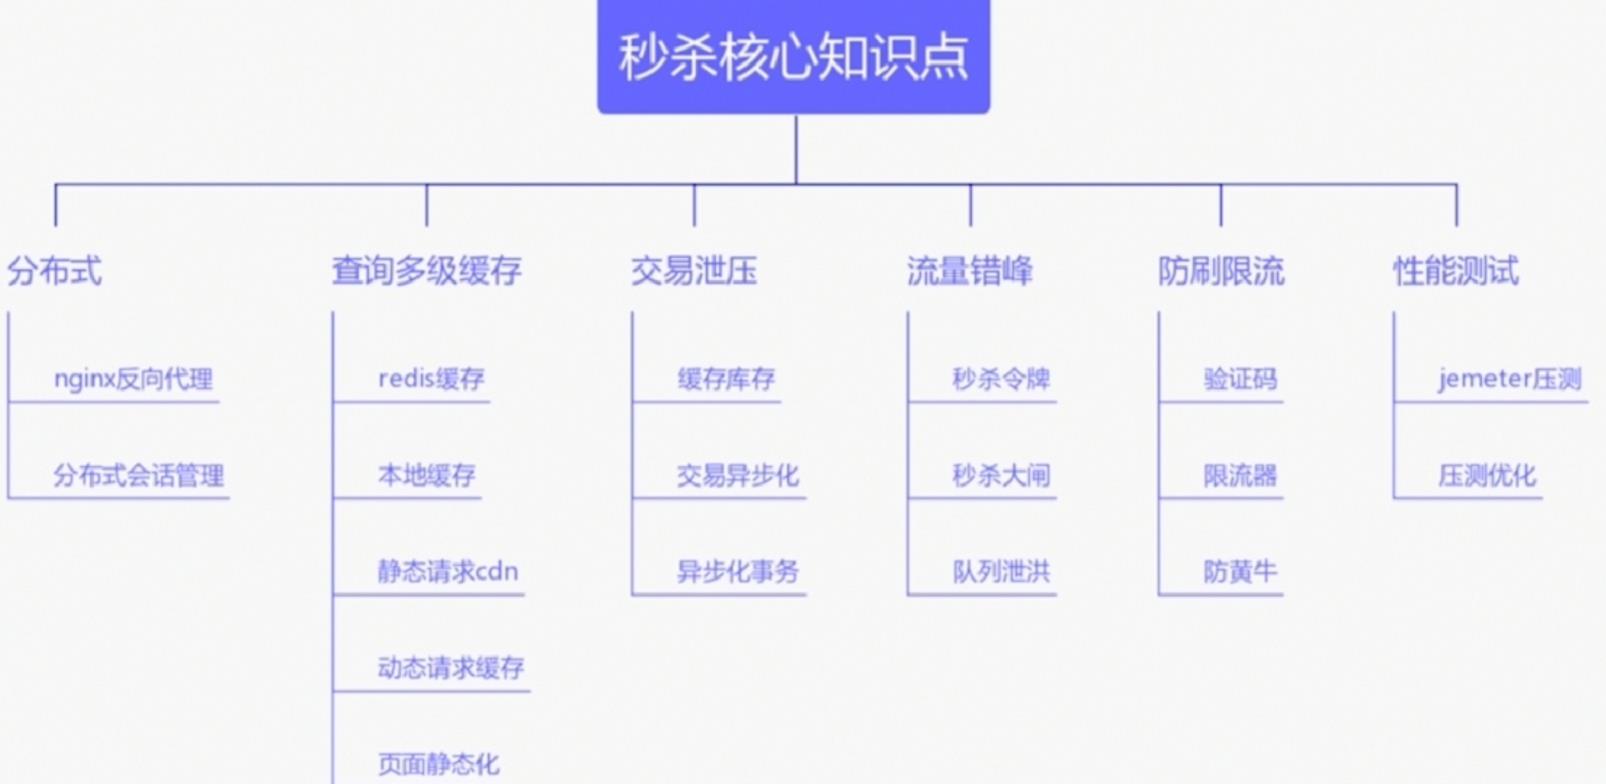 秒杀核心知识点
分布式
nginx反向代理
分布式会话管理
查询多级缓存
redis缓存
本地缓存
静态请求cdn
动态请求缓存
页面静态化
交易泄压
缓存库存
交易异步化
异步化事务
流量错峰
秒杀令牌
秒杀大闸
队列泄洪
防刷限流
验证码
限流器
防黄牛
性能测试
jemeter压测
压测优化